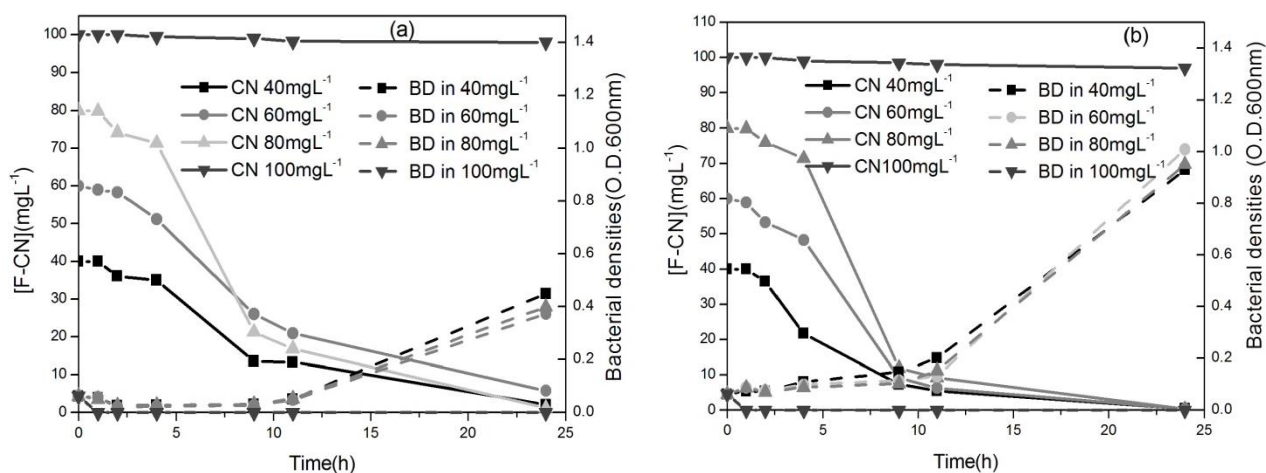 (a)
100
90
80
70
60
50
40
30
20
10
0
[F-CN](mgL⁻¹)
CN 40mgL⁻¹
CN 60mgL⁻¹
CN 80mgL⁻¹
CN 100mgL⁻¹
BD in 40mgL⁻¹
BD in 60mgL⁻¹
BD in 80mgL⁻¹
BD in 100mgL⁻¹
1.4
1.2
1.0
0.8
0.6
0.4
0.2
0.0
Bacterial densities(O.D.600nm)
0 5 10 15 20 25
Time(h)
(b)
110
100
90
80
70
60
50
40
30
20
10
0
[F-CN](mgL⁻¹)
CN 40mgL⁻¹
CN 60mgL⁻¹
CN 80mgL⁻¹
CN100mgL⁻¹
BD in 40mgL⁻¹
BD in 60mgL⁻¹
BD in 80mgL⁻¹
BD in 100mgL⁻¹
1.4
1.2
1.0
0.8
0.6
0.4
0.2
0.0
Bacterial densities (O.D.600nm)
0 5 10 15 20 25
Time(h)